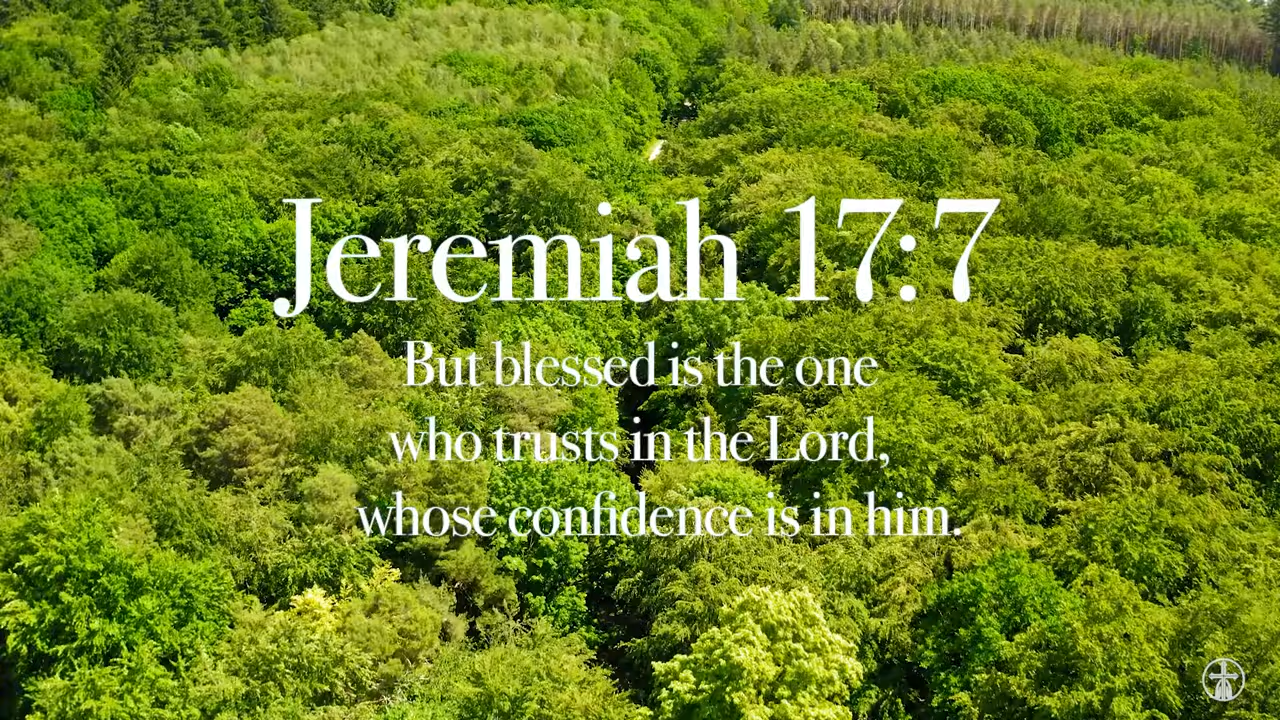 Jeremiah 17:7
But blessed is the one
who trusts in the Lord,
whose confidence is in him.